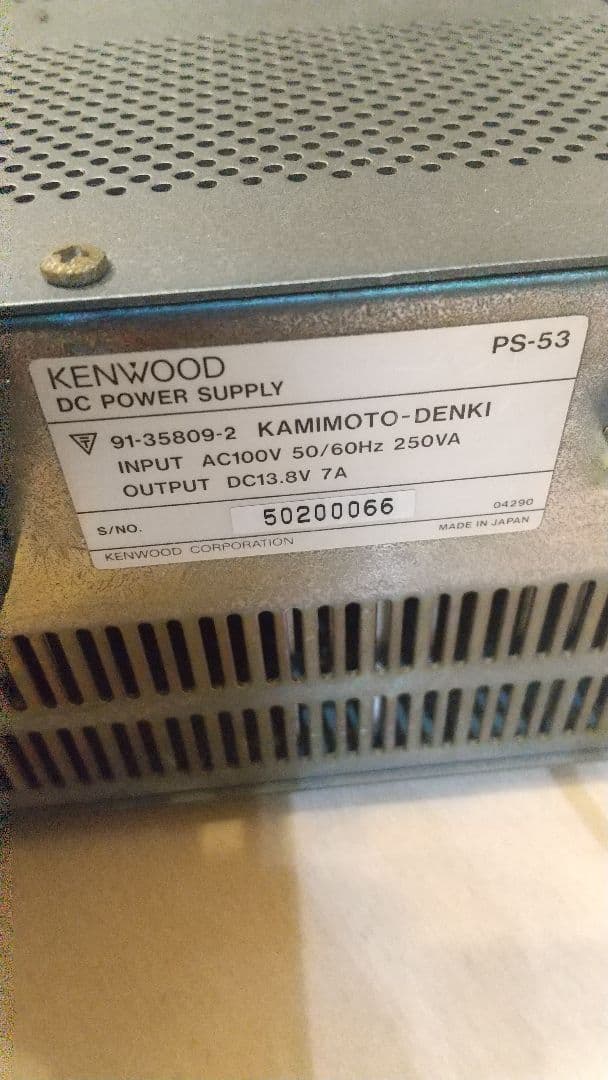 KENWOOD PS-53
DC POWER SUPPLY
91-35809-2 KAMIMOTO-DENKI
INPUT AC100V 50/60Hz 250VA
OUTPUT DC13.8V 7A
S/NO. 50200066 04290
KENWOOD CORPORATION MADE IN JAPAN